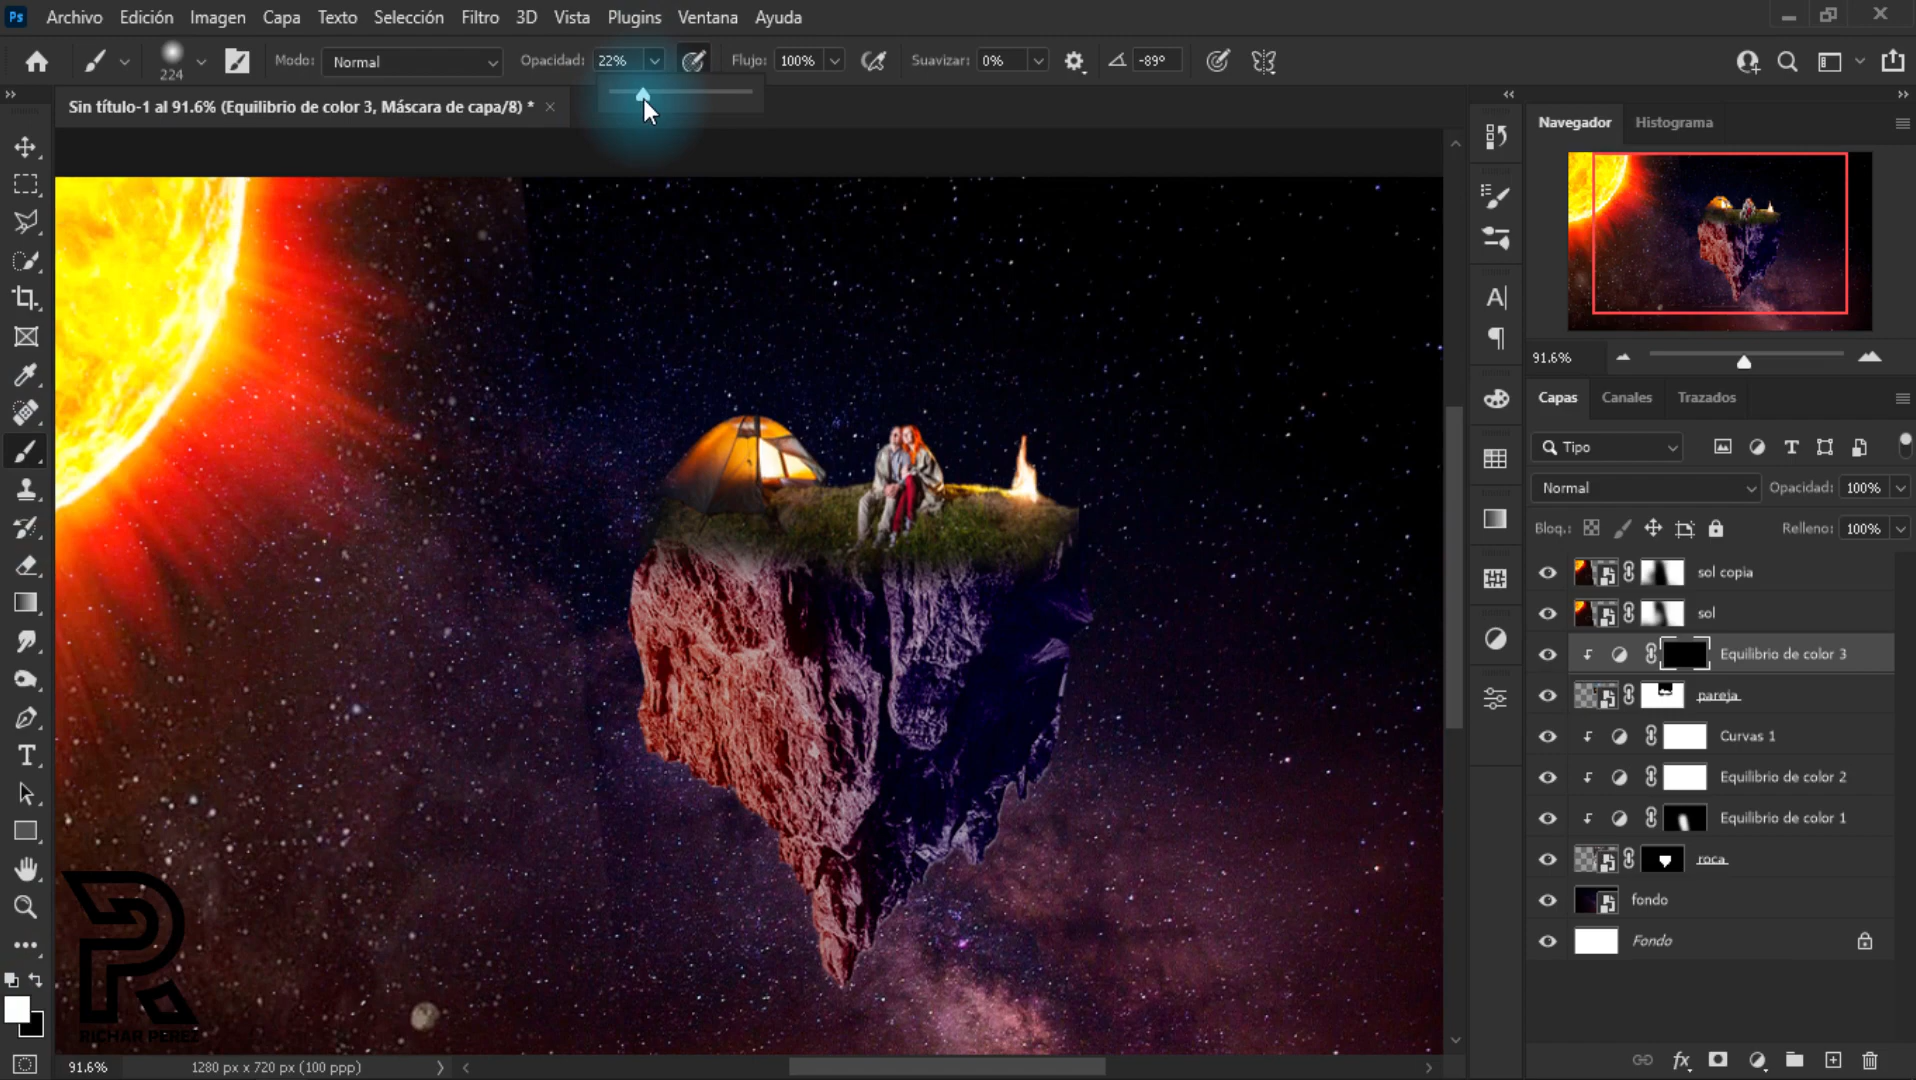 Ps Archivo Edición Imagen Capa Texto Selección Filtro 3D Vista Plugins Ventana Ayuda
224 Modo: Normal Opacidad: 22% Flujo: 100% Suavizar: 0% -89°
Sin título-1 al 91.6% (Equilibrio de color 3, Máscara de capa/8) *
Navegador Histograma
91.6%
Capas Canales Trazados
Tipo
Normal Opacidad: 100%
Bloq.: Relleno: 100%
sol copia
sol
Equilibrio de color 3
pareja
Curvas 1
Equilibrio de color 2
Equilibrio de color 1
roca
fondo
Fondo
RICHAR PEREZ
91.6% 1280 px x 720 px (100 ppp)